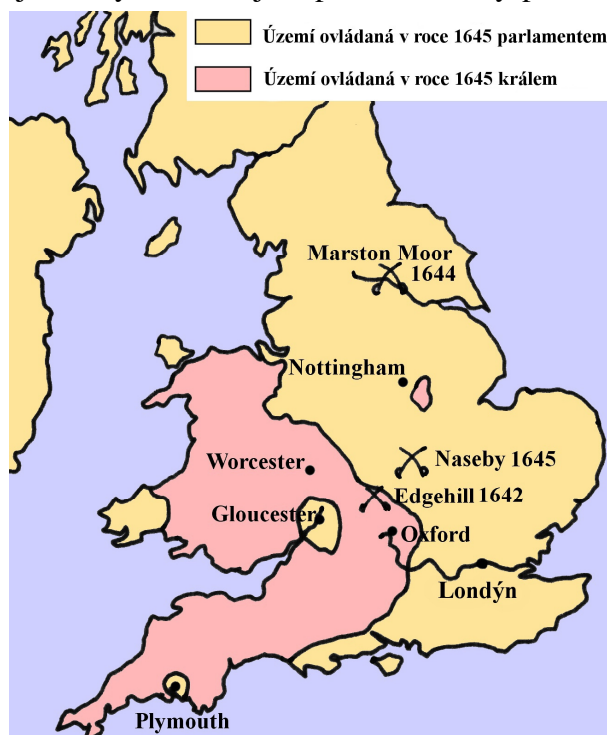 Území ovládaná v roce 1645 parlamentem
Území ovládaná v roce 1645 králem
Marston Moor
1644
Nottingham
Naseby 1645
Worcester
Edgehill 1642
Gloucester
Oxford
Londýn
Plymouth